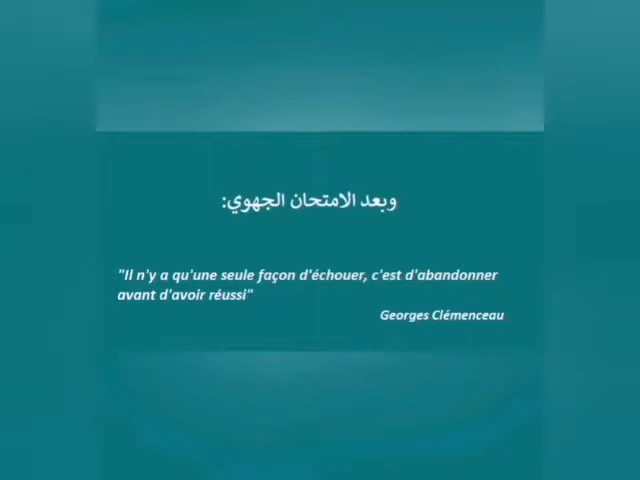 وبعد الامتحان الجهوي:
"Il n'y a qu'une seule façon d'échouer, c'est d'abandonner
avant d'avoir réussi"
Georges Clémenceau